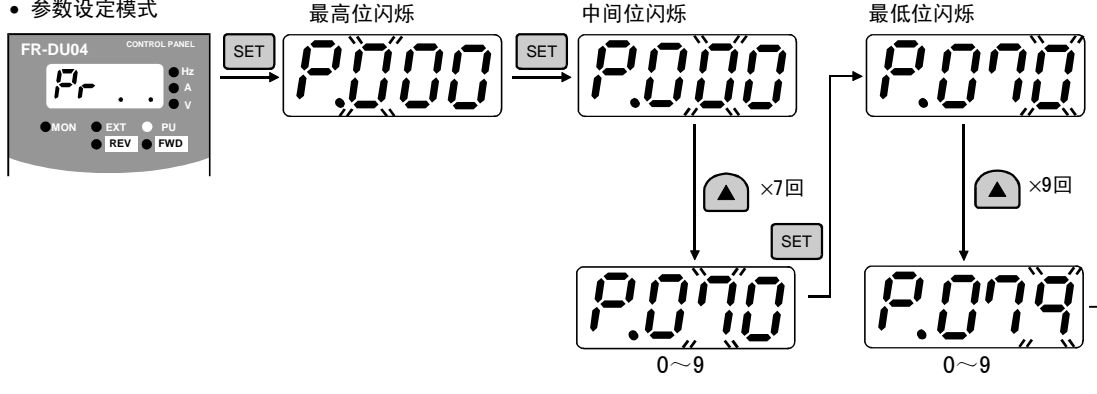 • 参数设定模式
最高位闪烁
中间位闪烁
最低位闪烁
FR-DU04
CONTROL PANEL
Pr . .
Hz
A
V
MON
EXT
PU
REV
FWD
SET
P.000
SET
P.000
P.070
×7回
×9回
SET
P.070
P.079
0～9
0～9